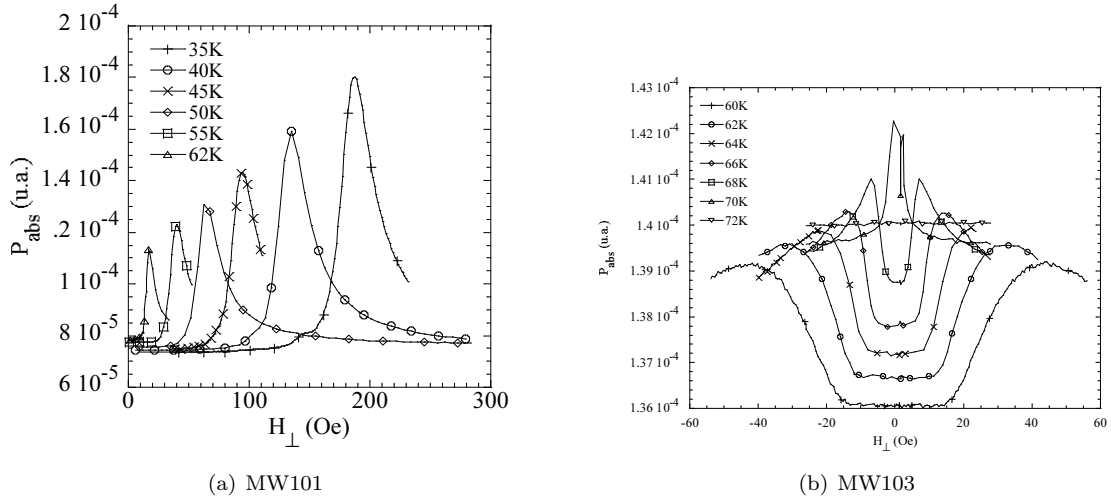 2 10⁻⁴
1.8 10⁻⁴
1.6 10⁻⁴
1.4 10⁻⁴
1.2 10⁻⁴
1 10⁻⁴
8 10⁻⁵
6 10⁻⁵
P_abs (u.a.)
35K
40K
45K
50K
55K
62K
0 100 200 300
H⊥ (Oe)
(a) MW101
1.43 10⁻⁴
1.42 10⁻⁴
1.41 10⁻⁴
1.40 10⁻⁴
1.39 10⁻⁴
1.38 10⁻⁴
1.37 10⁻⁴
1.36 10⁻⁴
P_abs (u.a.)
60K
62K
64K
66K
68K
70K
72K
-60 -40 -20 0 20 40 60
H⊥ (Oe)
(b) MW103